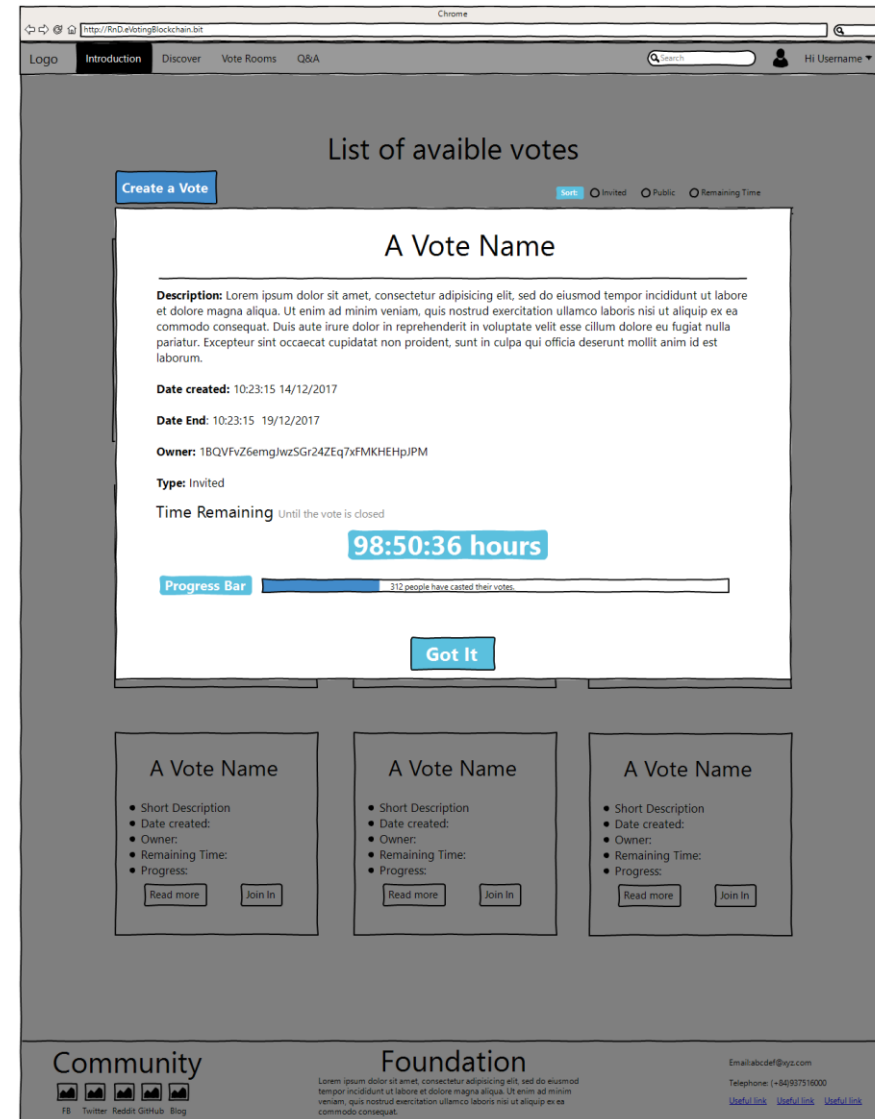 Chrome
http://RnD.eVotingBlockchain.bit
Logo Introduction Discover Vote Rooms Q&A Search Hi Username
List of avaible votes
Create a Vote
Sort: Invited Public Remaining Time
A Vote Name
Description: Lorem ipsum dolor sit amet, consectetur adipisicing elit, sed do eiusmod tempor incididunt ut labore
et dolore magna aliqua. Ut enim ad minim veniam, quis nostrud exercitation ullamco laboris nisi ut aliquip ex ea
commodo consequat. Duis aute irure dolor in reprehenderit in voluptate velit esse cillum dolore eu fugiat nulla
pariatur. Excepteur sint occaecat cupidatat non proident, sunt in culpa qui officia deserunt mollit anim id est
laborum.
Date created: 10:23:15 14/12/2017
Date End: 10:23:15 19/12/2017
Owner: 1BQVFvZ6emgJwzSGr24ZEq7xFMKHEHpJPM
Type: Invited
Time Remaining Until the vote is closed
98:50:36 hours
Progress Bar 312 people have casted their votes.
Got It
A Vote Name
Short Description
Date created:
Owner:
Remaining Time:
Progress:
Read more Join In
A Vote Name
Short Description
Date created:
Owner:
Remaining Time:
Progress:
Read more Join In
A Vote Name
Short Description
Date created:
Owner:
Remaining Time:
Progress:
Read more Join In
Community
FB Twitter Reddit GitHub Blog
Foundation
Lorem ipsum dolor sit amet, consectetur adipisicing elit, sed do eiusmod
tempor incididunt ut labore et dolore magna aliqua. Ut enim ad minim
veniam, quis nostrud exercitation ullamco laboris nisi ut aliquip ex ea
commodo consequat.
Email:abcdef@xyz.com
Telephone: (+84)937516000
Useful link Useful link Useful link